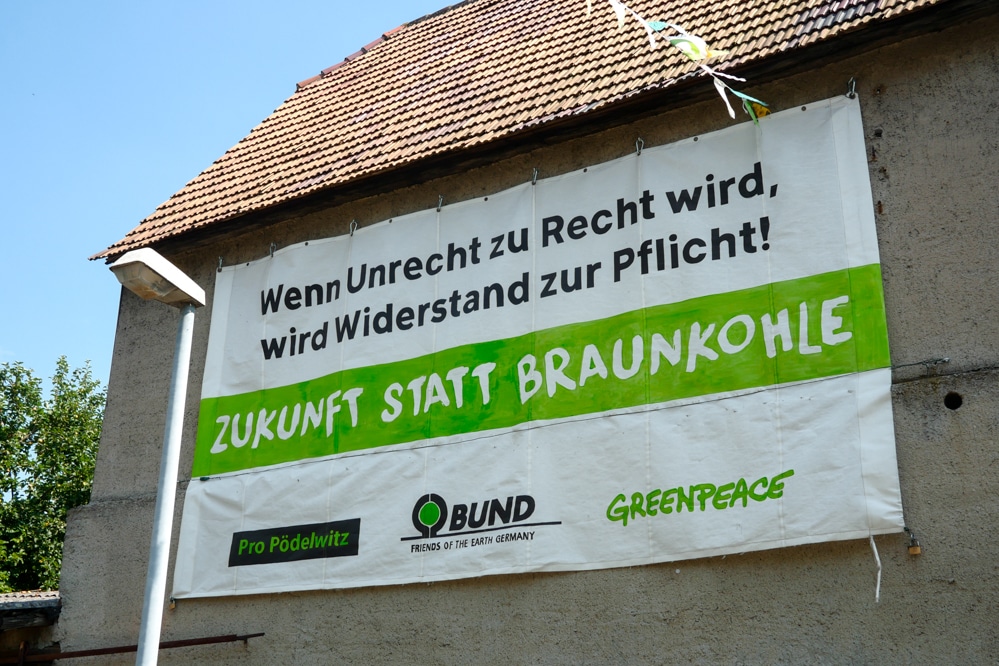 Wenn Unrecht zu Recht wird,
wird Widerstand zur Pflicht!
ZUKUNFT STATT BRAUNKOHLE
Pro Pödelwitz
BUND
FRIENDS OF THE EARTH GERMANY
GREENPEACE